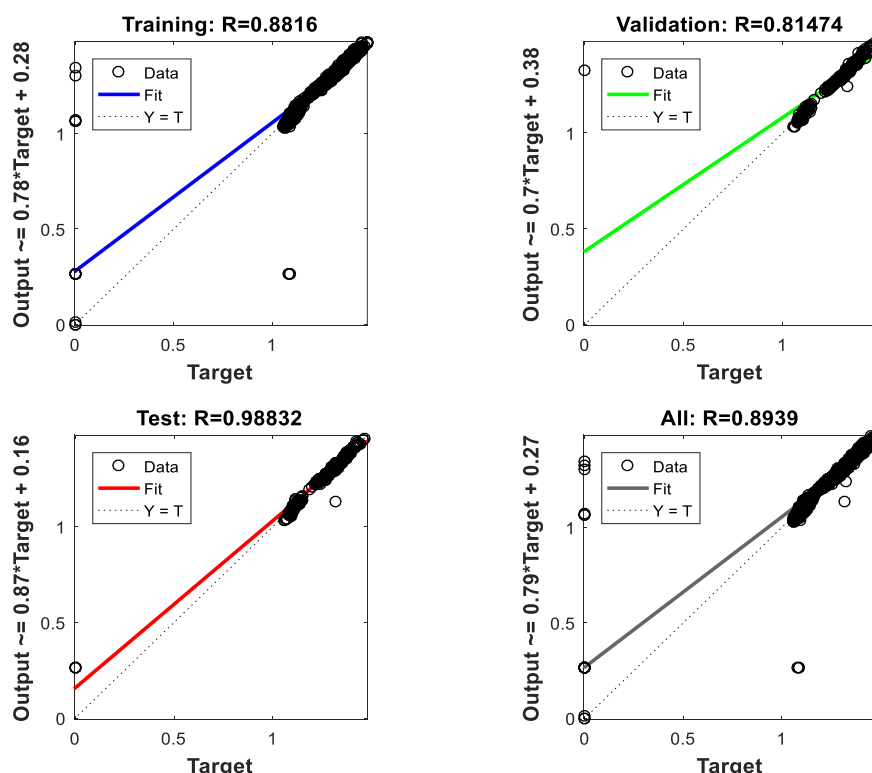 Training: R=0.8816
Output ~= 0.78*Target + 0.28
Data
Fit
Y = T
1
0.5
0
0
0.5
1
Target
Validation: R=0.81474
Output ~= 0.7*Target + 0.38
Data
Fit
Y = T
1
0.5
0
0
0.5
1
Target
Test: R=0.98832
Output ~= 0.87*Target + 0.16
Data
Fit
Y = T
1
0.5
0
0
0.5
1
Target
All: R=0.8939
Output ~= 0.79*Target + 0.27
Data
Fit
Y = T
1
0.5
0
0
0.5
1
Target